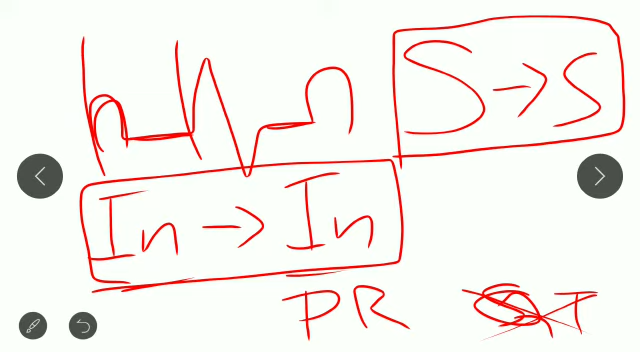 S → S
In → In
PR